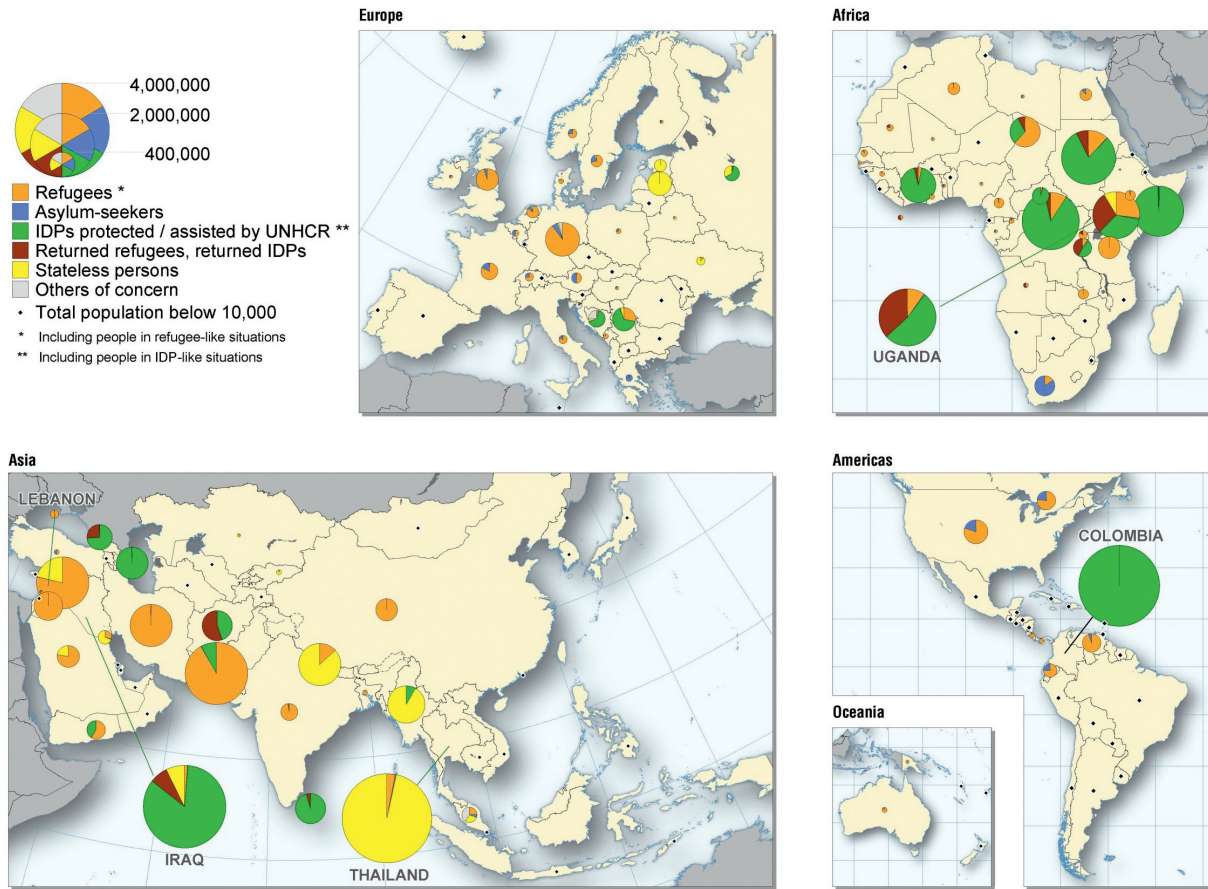 Europe
Africa
4,000,000
2,000,000
400,000
Refugees *
Asylum-seekers
IDPs protected / assisted by UNHCR **
Returned refugees, returned IDPs
Stateless persons
Others of concern
Total population below 10,000
* Including people in refugee-like situations
** Including people in IDP-like situations
UGANDA
Asia
Americas
LEBANON
COLOMBIA
Oceania
IRAQ
THAILAND